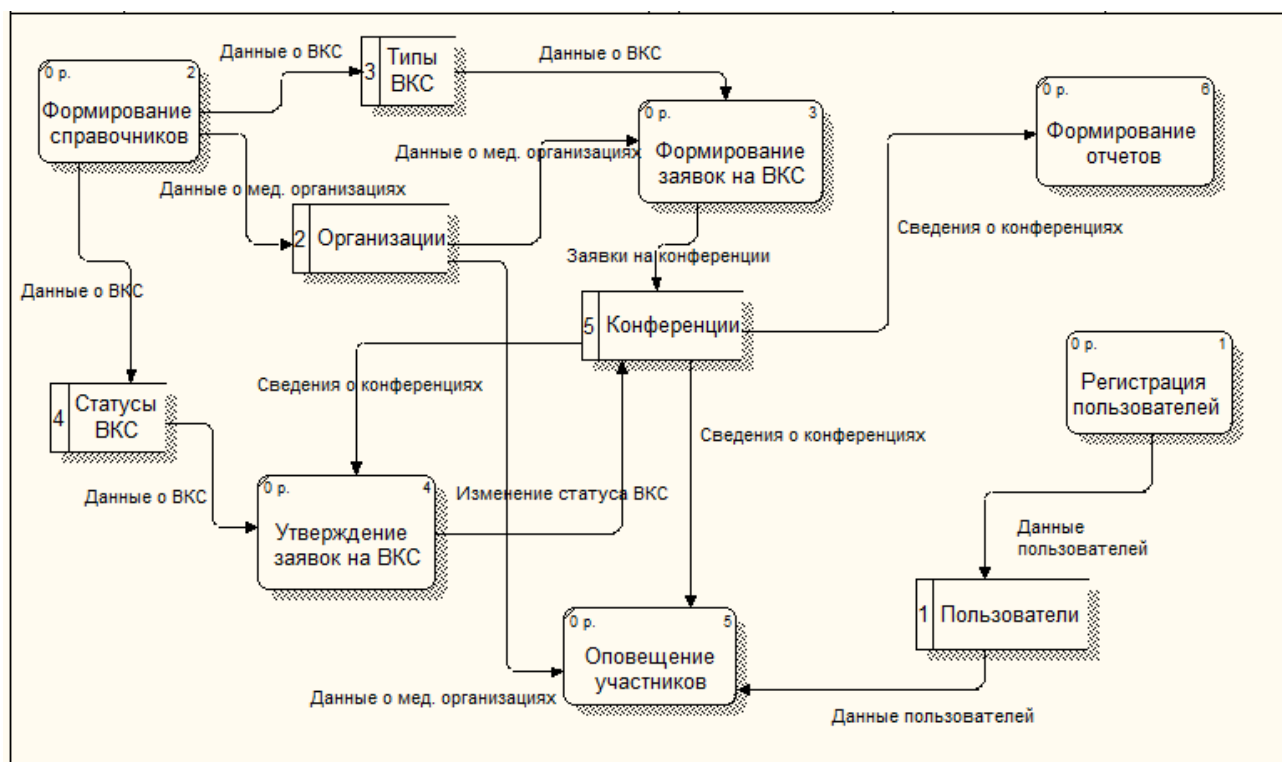 Данные о ВКС
3
Типы
ВКС
Данные о ВКС
0 р.
2
Формирование
справочников
0 р.
3
Формирование
заявок на ВКС
0 р.
6
Формирование
отчетов
Данные о мед. организациях
Данные о мед. организациях
2
Организации
Сведения о конференциях
Заявки на конференции
Данные о ВКС
5
Конференции
0 р.
1
Регистрация
пользователей
Сведения о конференциях
4
Статусы
ВКС
Сведения о конференциях
Данные о ВКС
0 р.
4
Утверждение
заявок на ВКС
Изменение статуса ВКС
Данные
пользователей
1
Пользователи
0 р.
5
Оповещение
участников
Данные о мед. организациях
Данные пользователей